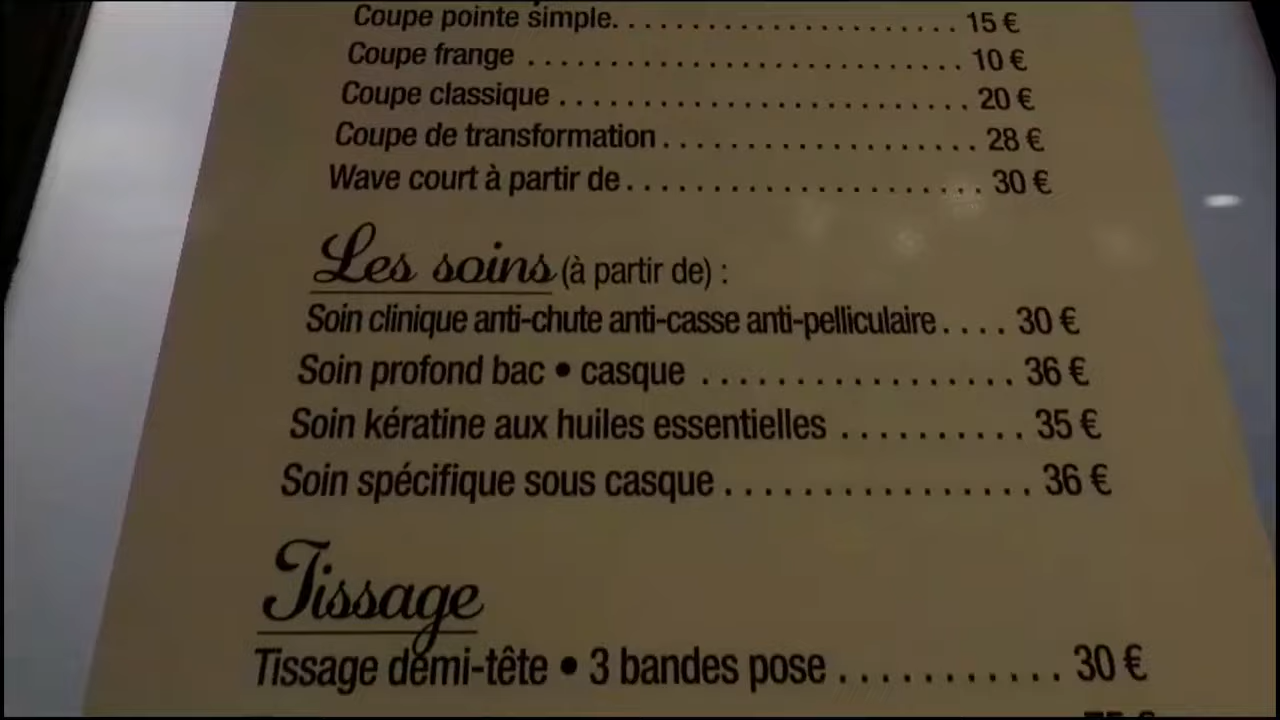 Coupe pointe simple. . . . . . . . . . . . . . . . . . . . . . 15 €
Coupe frange . . . . . . . . . . . . . . . . . . . . . . . . . . . 10 €
Coupe classique . . . . . . . . . . . . . . . . . . . . . . . . . 20 €
Coupe de transformation . . . . . . . . . . . . . . . . . . . 28 €
Wave court à partir de . . . . . . . . . . . . . . . . . . . . . 30 €
Les soins (à partir de) :
Soin clinique anti-chute anti-casse anti-pelliculaire . . . . 30 €
Soin profond bac • casque . . . . . . . . . . . . . . . . . 36 €
Soin kératine aux huiles essentielles . . . . . . . . . . 35 €
Soin spécifique sous casque . . . . . . . . . . . . . . . . 36 €
Tissage
Tissage demi-tête • 3 bandes pose . . . . . . . . . . . 30 €